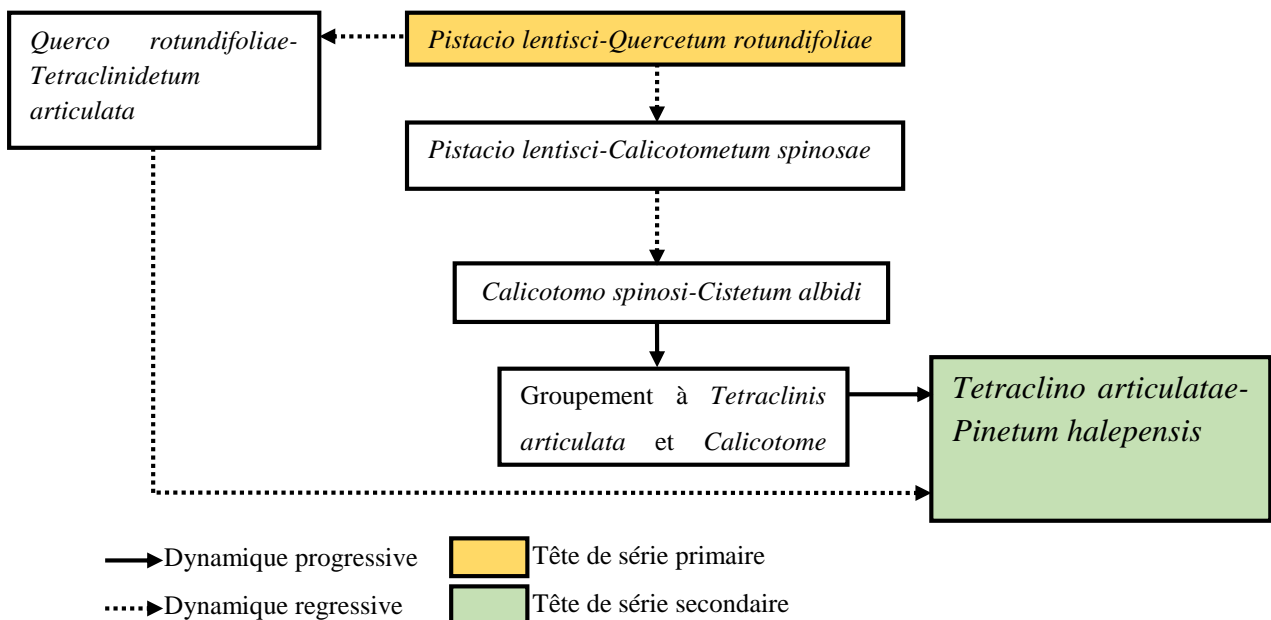 Querco rotundifoliae-
Tetraclinidetum
articulata
Pistacio lentisci-Quercetum rotundifoliae
Pistacio lentisci-Calicotometum spinosae
Calicotomo spinosi-Cistetum albidi
Groupement à Tetraclinis
articulata et Calicotome
Tetraclino articulatae-
Pinetum halepensis
Dynamique progressive
Tête de série primaire
Dynamique regressive
Tête de série secondaire